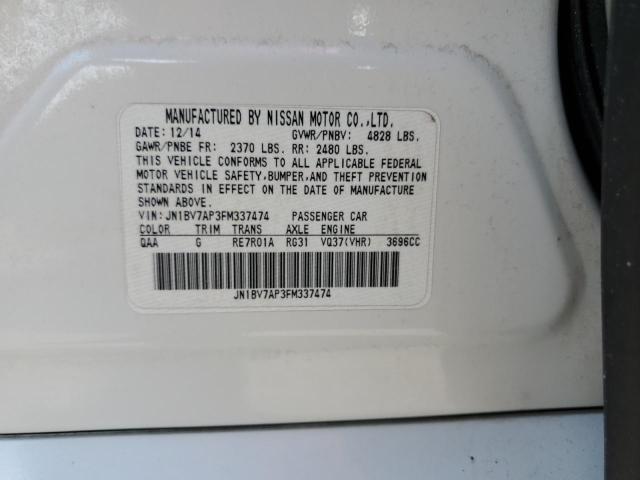 MANUFACTURED BY NISSAN MOTOR CO.,LTD.
DATE: 12/14 GVWR/PNBV: 4828 LBS.
GAWR/PNBE FR: 2370 LBS. RR: 2480 LBS.
THIS VEHICLE CONFORMS TO ALL APPLICABLE FEDERAL
MOTOR VEHICLE SAFETY,BUMPER,AND THEFT PREVENTION
STANDARDS IN EFFECT ON THE DATE OF MANUFACTURE
SHOWN ABOVE.
VIN:JN1BV7AP3FM337474 PASSENGER CAR
COLOR TRIM TRANS AXLE ENGINE
QAA G RE7R01A RG31 VQ37(VHR) 3696CC
JN1BV7AP3FM337474